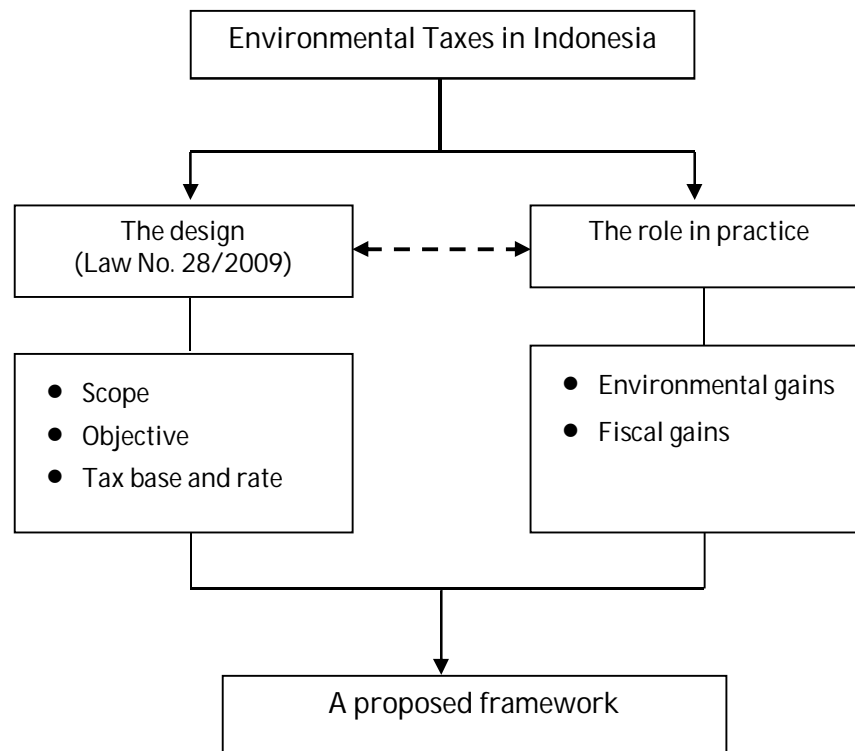 Environmental Taxes in Indonesia
The design
(Law No. 28/2009)
The role in practice
● Scope
● Objective
● Tax base and rate
● Environmental gains
● Fiscal gains
A proposed framework